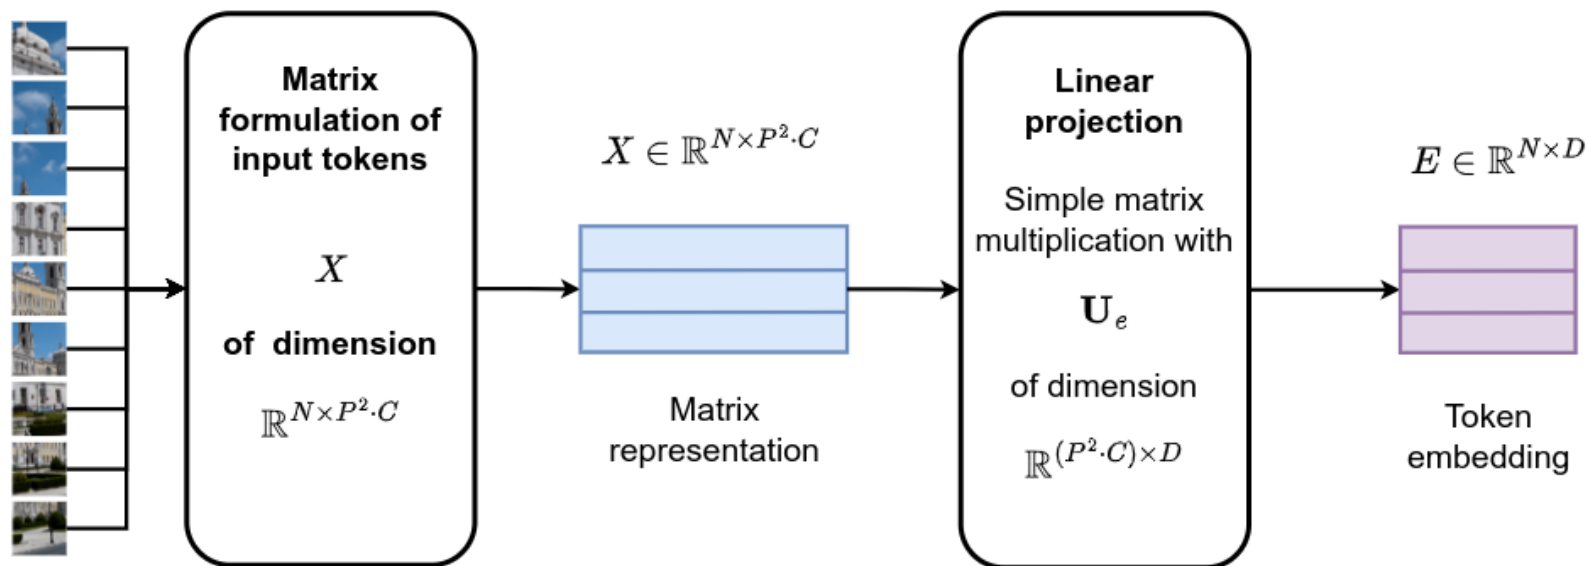 Matrix
formulation of
input tokens
X
of dimension
ℝ^{N×P²·C}
X ∈ ℝ^{N×P²·C}
Matrix
representation
Linear
projection
Simple matrix
multiplication with
U_e
of dimension
ℝ^{(P²·C)×D}
E ∈ ℝ^{N×D}
Token
embedding